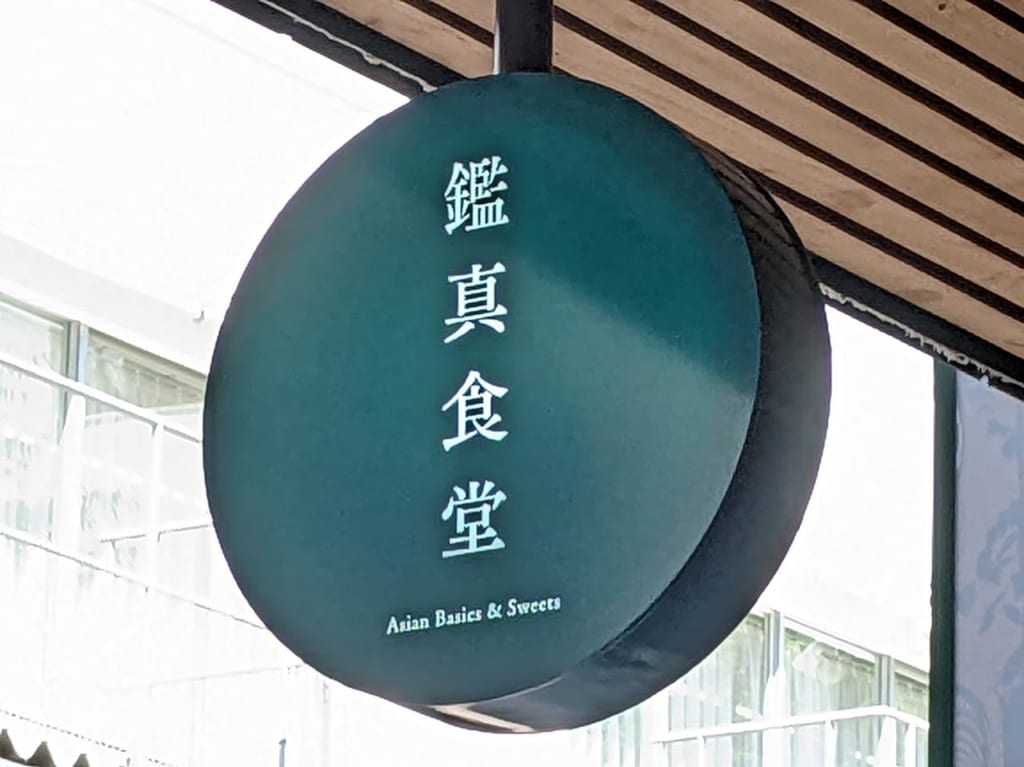 鑑真食堂
Asian Basics & Sweets